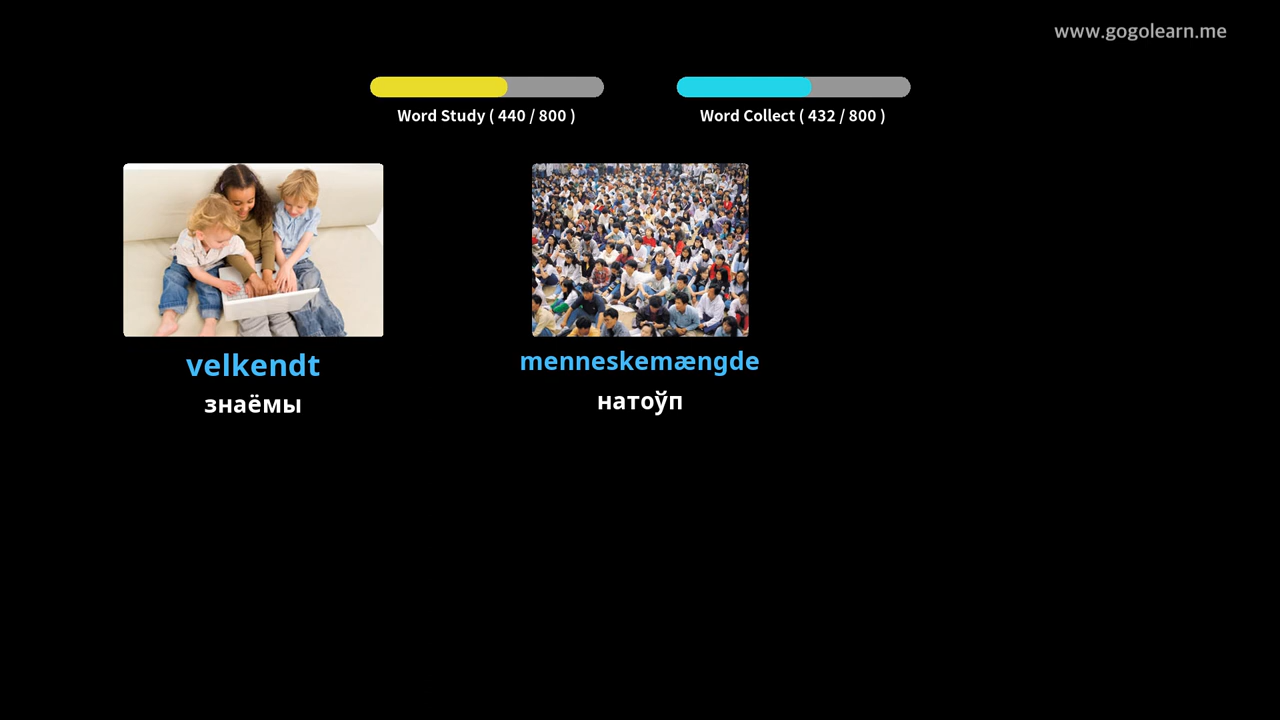 www.gogolearn.me
Word Study ( 440 / 800 )
Word Collect ( 432 / 800 )
velkendt
знаёмы
menneskemængde
натоўп